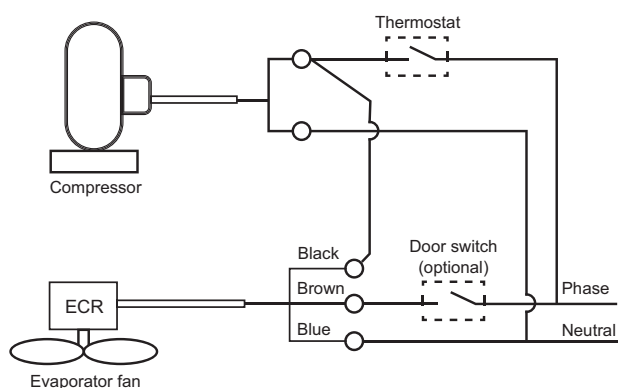 Thermostat
Compressor
Black
Door switch
(optional)
Brown
Phase
ECR
Blue
Neutral
Evaporator fan